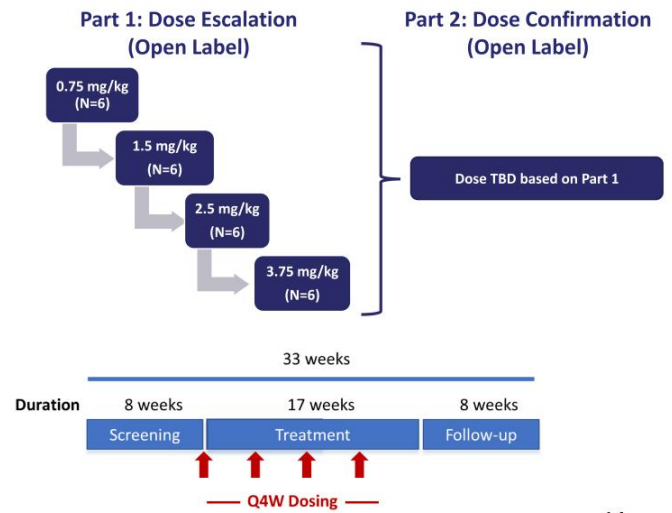 Part 1: Dose Escalation
(Open Label)
Part 2: Dose Confirmation
(Open Label)
0.75 mg/kg
(N=6)
1.5 mg/kg
(N=6)
2.5 mg/kg
(N=6)
3.75 mg/kg
(N=6)
Dose TBD based on Part 1
33 weeks
Duration
8 weeks
17 weeks
8 weeks
Screening
Treatment
Follow-up
Q4W Dosing